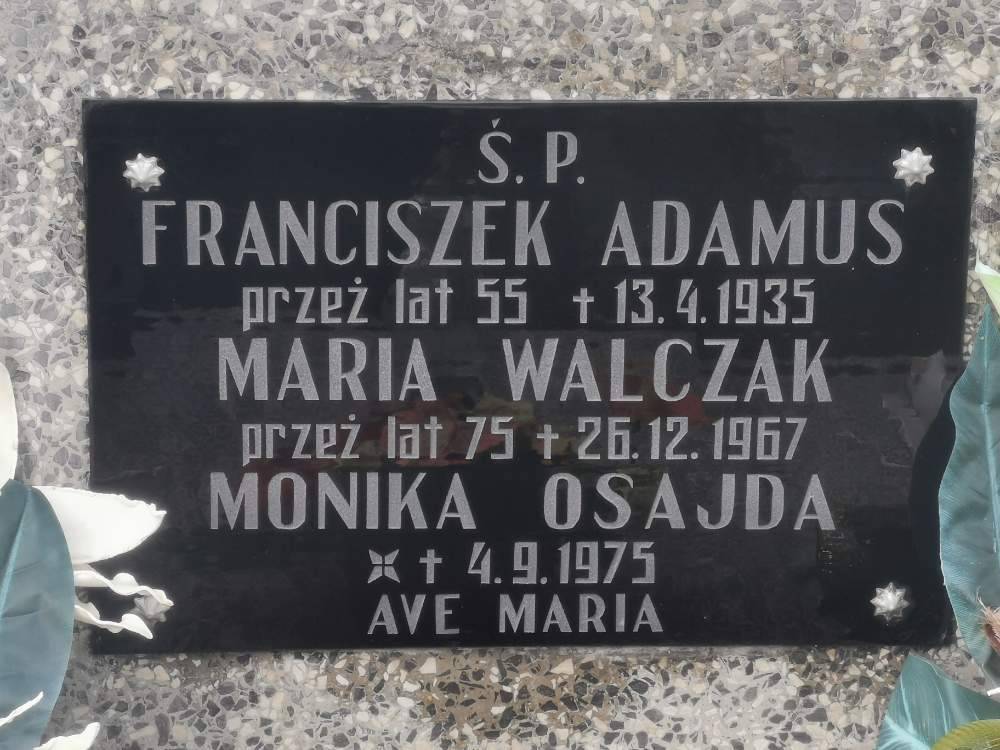 Ś. P.
FRANCISZEK ADAMUS
przeż lat 55 + 13.4.1935
MARIA WALCZAK
przeż lat 75 + 26.12.1967
MONIKA OSAJDA
+ 4.9.1975
AVE MARIA